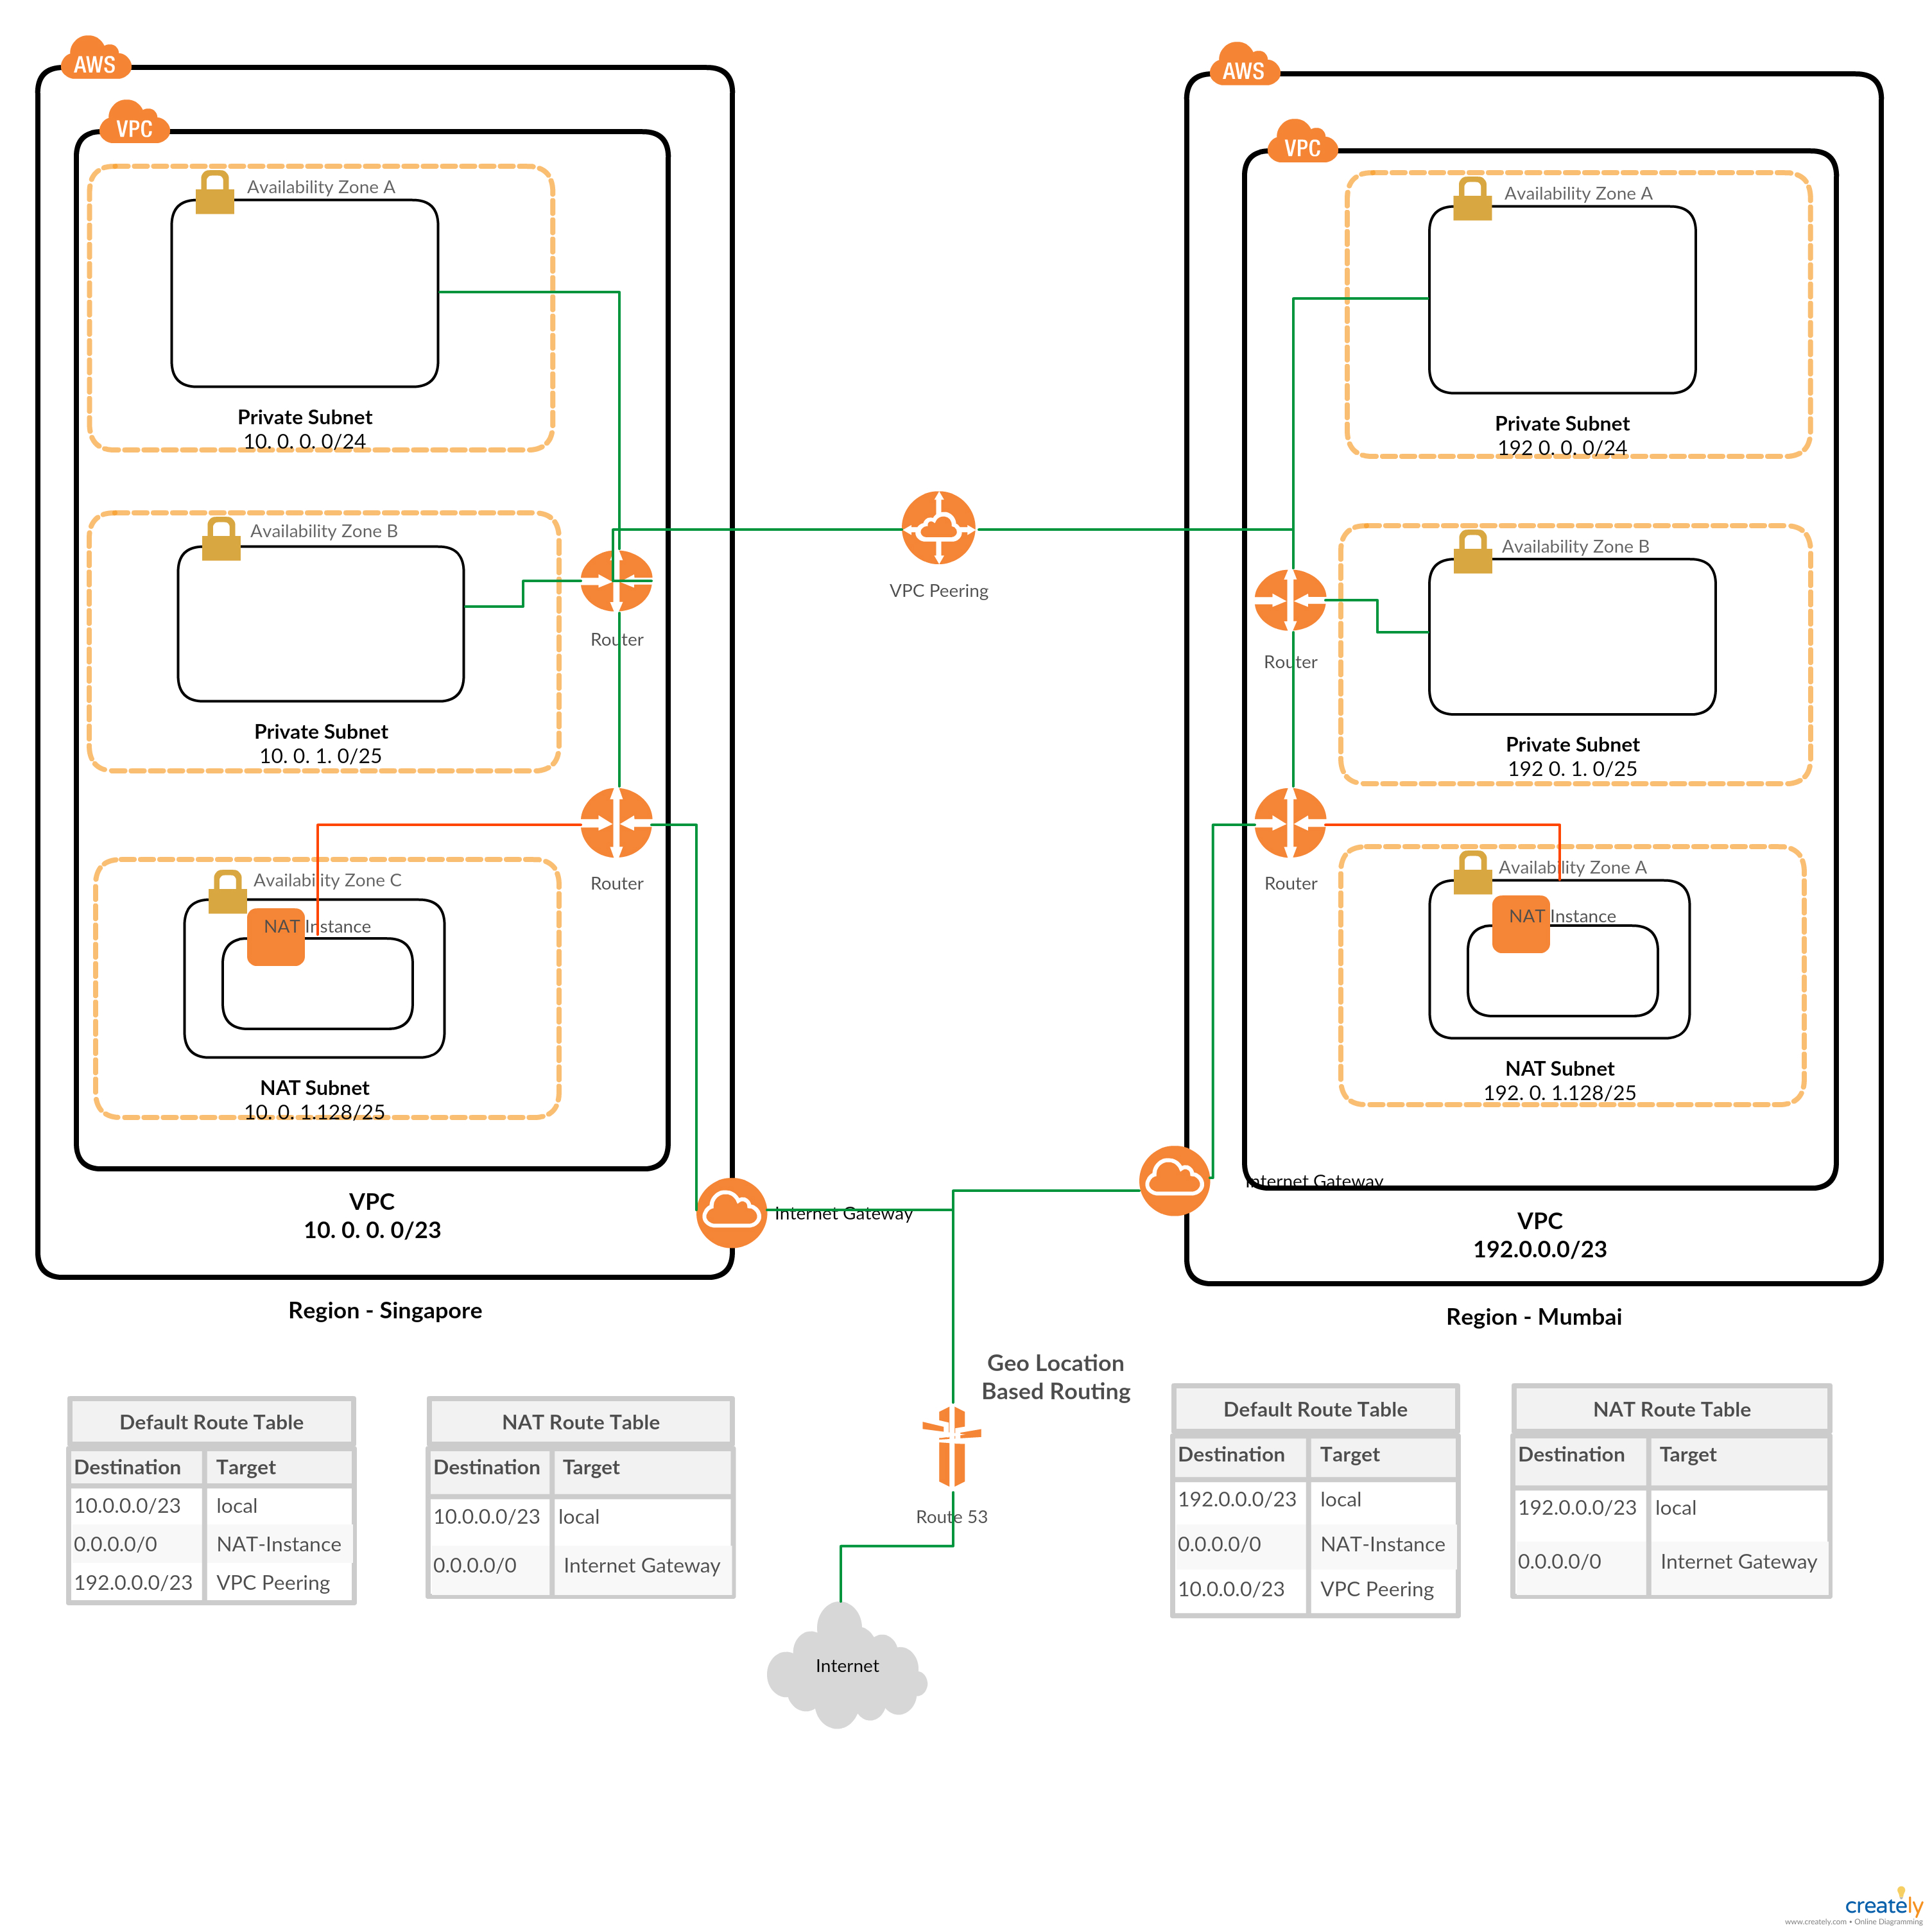 AWS
VPC
Availability Zone A
Private Subnet
10. 0. 0. 0/24
Availability Zone B
Private Subnet
10. 0. 1. 0/25
Router
Router
Availability Zone C
NAT Instance
NAT Subnet
10. 0. 1.128/25
VPC
10. 0. 0. 0/23
Internet Gateway
Region - Singapore
VPC Peering
AWS
VPC
Availability Zone A
Private Subnet
192 0. 0. 0/24
Availability Zone B
Private Subnet
192 0. 1. 0/25
Router
Router
Availability Zone A
NAT Instance
NAT Subnet
192. 0. 1.128/25
Internet Gateway
VPC
192.0.0.0/23
Region - Mumbai
Geo Location
Based Routing
Route 53
Internet
Default Route Table
Destination Target
10.0.0.0/23 local
0.0.0.0/0 NAT-Instance
192.0.0.0/23 VPC Peering
NAT Route Table
Destination Target
10.0.0.0/23 local
0.0.0.0/0 Internet Gateway
Default Route Table
Destination Target
192.0.0.0/23 local
0.0.0.0/0 NAT-Instance
10.0.0.0/23 VPC Peering
NAT Route Table
Destination Target
192.0.0.0/23 local
0.0.0.0/0 Internet Gateway
creately
www.creately.com • Online Diagramming